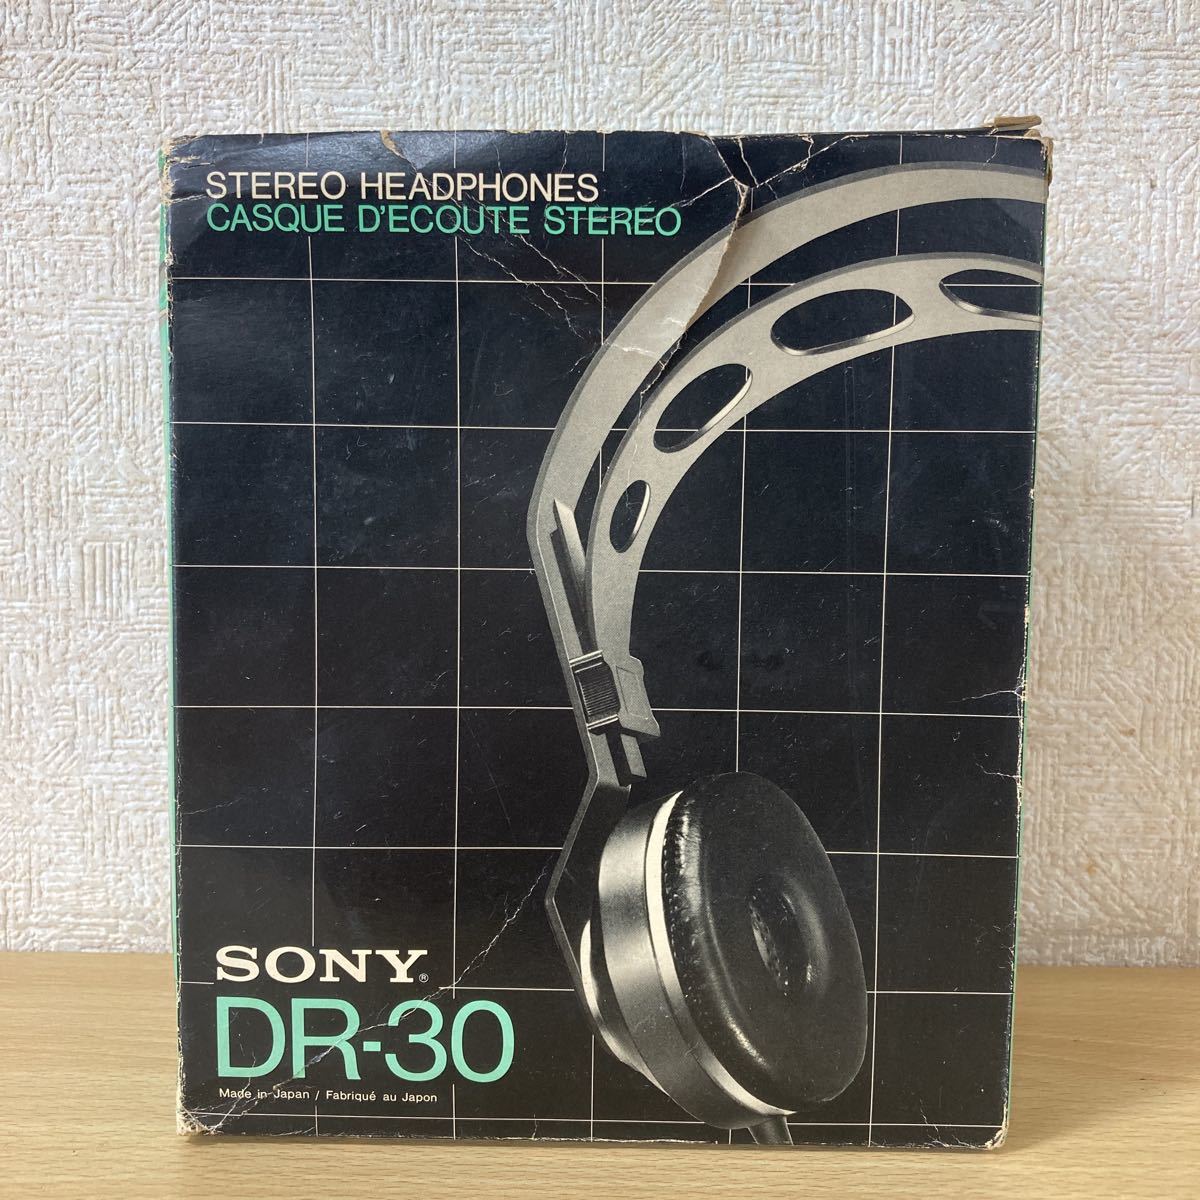 STEREO HEADPHONES
CASQUE D'ECOUTE STEREO
SONY®
DR-30
Made in Japan / Fabriqué au Japon